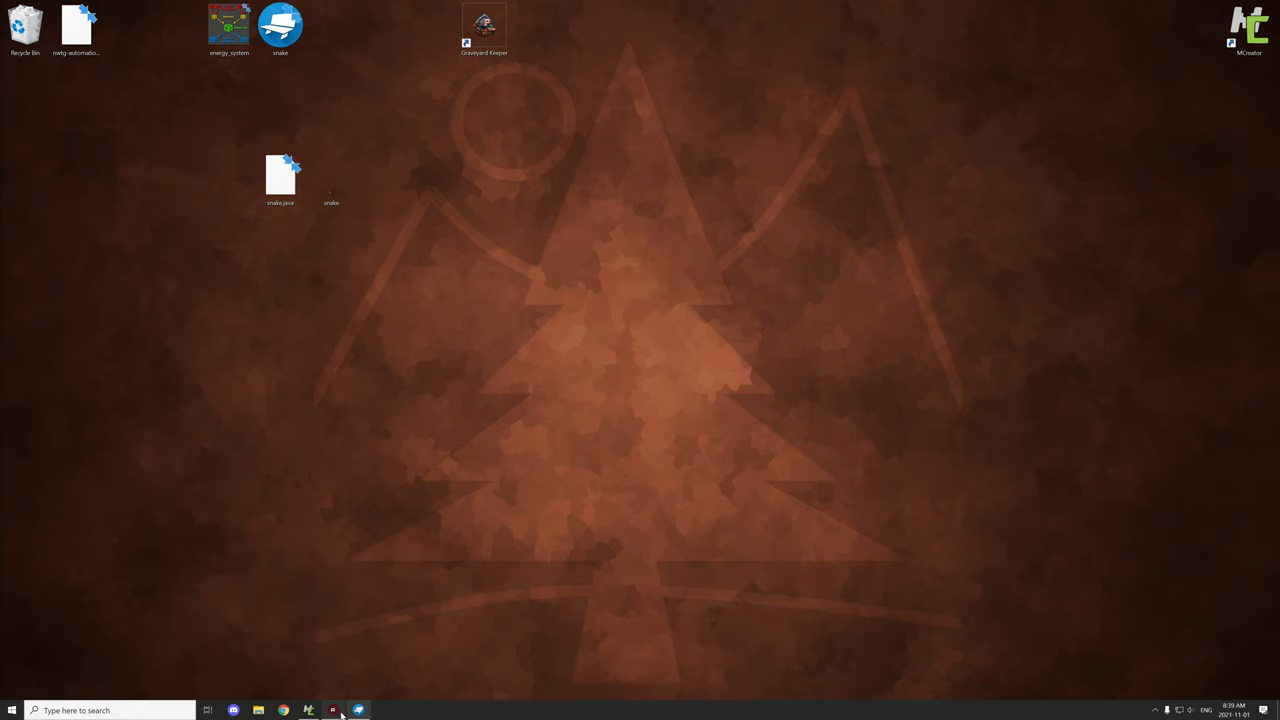 Recycle Bin
nwtg-automatio...
energy_system
snake
Graveyard Keeper
MC
MCreator
snake.java
snake
Type here to search
ENG
8:39 AM
2021-11-01